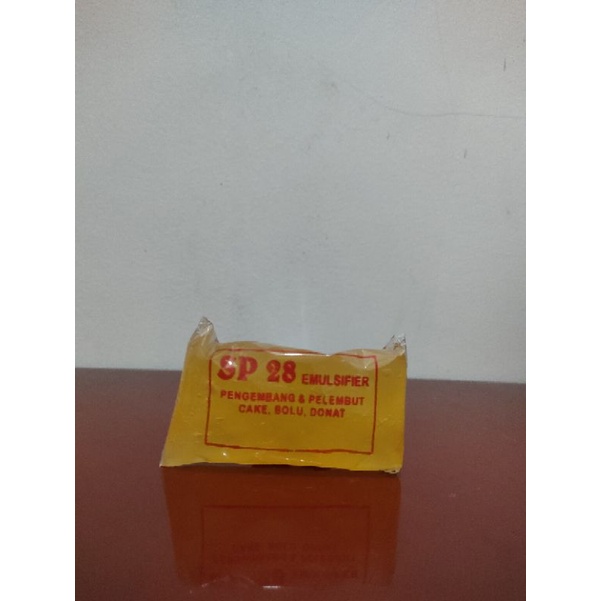 SP 28 EMULSIFIER
PENGEMBANG & PELEMBUT
CAKE, BOLU, DONAT